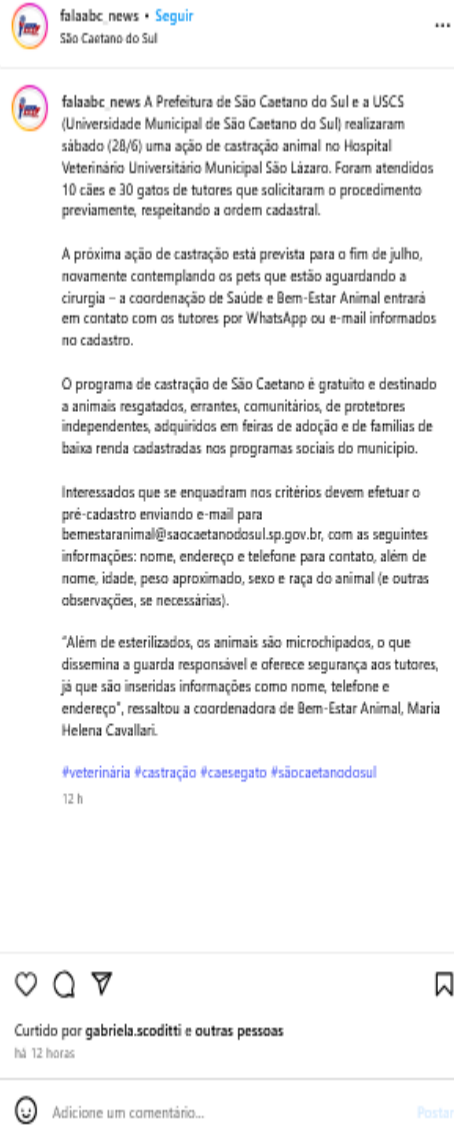 falaabc_news • Seguir
São Caetano do Sul
falaabc_news A Prefeitura de São Caetano do Sul e a USCS
(Universidade Municipal de São Caetano do Sul) realizaram
sábado (28/6) uma ação de castração animal no Hospital
Veterinário Universitário Municipal São Lázaro. Foram atendidos
10 cães e 30 gatos de tutores que solicitaram o procedimento
previamente, respeitando a ordem cadastral.
A próxima ação de castração está prevista para o fim de julho,
novamente contemplando os pets que estão aguardando a
cirurgia – a coordenação de Saúde e Bem-Estar Animal entrará
em contato com os tutores por WhatsApp ou e-mail informados
no cadastro.
O programa de castração de São Caetano é gratuito e destinado
a animais resgatados, errantes, comunitários, de protetores
independentes, adquiridos em feiras de adoção e de famílias de
baixa renda cadastradas nos programas sociais do município.
Interessados que se enquadram nos critérios devem efetuar o
pré-cadastro enviando e-mail para
bemestaranimal@saocaetanodosul.sp.gov.br, com as seguintes
informações: nome, endereço e telefone para contato, além de
nome, idade, peso aproximado, sexo e raça do animal (e outras
observações, se necessárias).
“Além de esterilizados, os animais são microchipados, o que
dissemina a guarda responsável e oferece segurança aos tutores,
já que são inseridas informações como nome, telefone e
endereço”, ressaltou a coordenadora de Bem-Estar Animal, Maria
Helena Cavallari.
#veterinária #castração #caesegato #sãocaetanodosul
12 h
Curtido por gabriela.scoditti e outras pessoas
há 12 horas
Adicione um comentário...
Postar